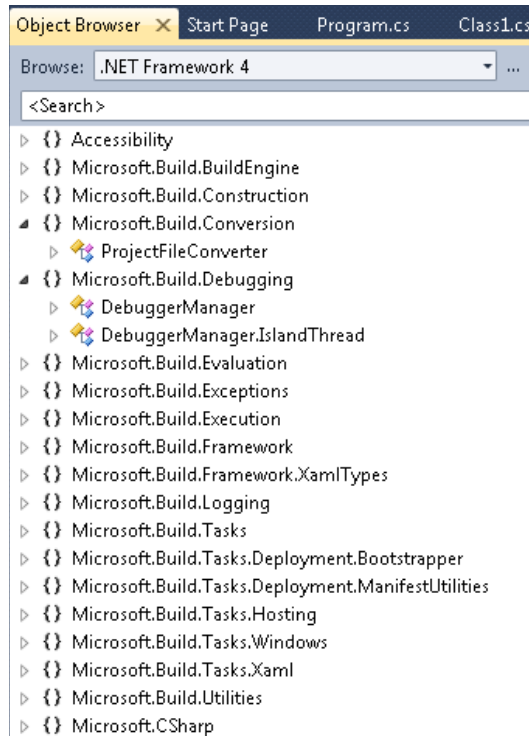 Object Browser Start Page Program.cs Class1.cs
Browse: .NET Framework 4 ...
<Search>
{} Accessibility
{} Microsoft.Build.BuildEngine
{} Microsoft.Build.Construction
{} Microsoft.Build.Conversion
ProjectFileConverter
{} Microsoft.Build.Debugging
DebuggerManager
DebuggerManager.IslandThread
{} Microsoft.Build.Evaluation
{} Microsoft.Build.Exceptions
{} Microsoft.Build.Execution
{} Microsoft.Build.Framework
{} Microsoft.Build.Framework.XamlTypes
{} Microsoft.Build.Logging
{} Microsoft.Build.Tasks
{} Microsoft.Build.Tasks.Deployment.Bootstrapper
{} Microsoft.Build.Tasks.Deployment.ManifestUtilities
{} Microsoft.Build.Tasks.Hosting
{} Microsoft.Build.Tasks.Windows
{} Microsoft.Build.Tasks.Xaml
{} Microsoft.Build.Utilities
{} Microsoft.CSharp